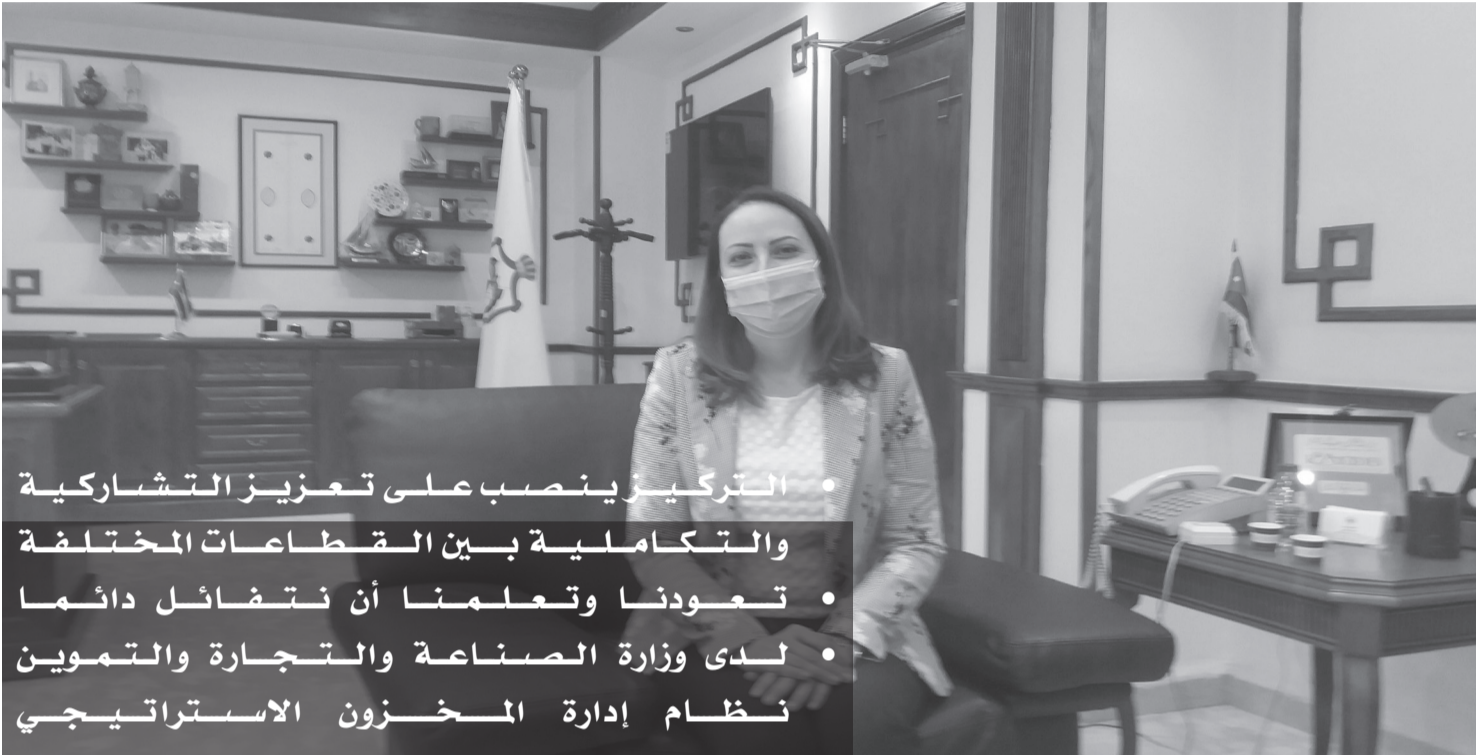 • التركيز ينصب على تعزيز التشاركية
والتكاملية بين القطاعات المختلفة
• تعودنا وتعلمنا أن نتفائل دائما
• لدى وزارة الصناعة والتجارة والتموين
نظام إدارة المخزون الاستراتيجي